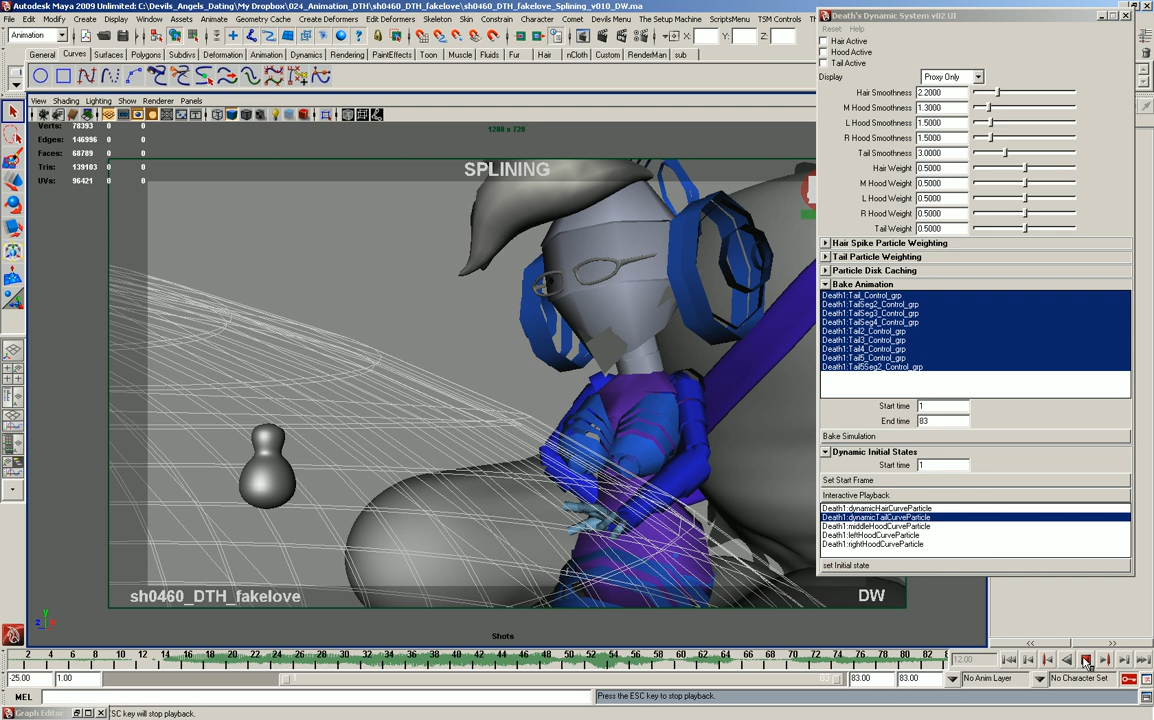 Autodesk Maya 2009 Unlimited: C:\Devils_Angels_Dating\My Dropbox\024_Animation_DTH\sh0460_DTH_fakelove\sh0460_DTH_fakelove_Splining_v010_DW.ma
File Edit Modify Create Display Window Assets Animate Geometry Cache Create Deformers Edit Deformers Skeleton Skin Constrain Character Comet MJ Devils The Setup Machine ScriptsMenu TSM Controls
Animation X: Y: Z:
General Curves Surfaces Polygons Subdivs Deformation Animation Dynamics Rendering PaintEffects Toon Muscle Fluids Fur Hair nCloth Custom RenderMan sub
View Shading Lighting Show Renderer Panels
Verts: 78393 0 0
Edges: 146996 0 0
Faces: 68789 0 0
Tris: 139103 0 0
UVs: 96421 0 0
1280 x 720
SPLINING
sh0460_DTH_fakelove
DW
Shots
Death's Dynamic System v02 UI
Reset Help
Hair Active
Hood Active
Tail Active
Display Proxy Only
Hair Smoothness 2.2000
M Hood Smoothness 1.3000
L Hood Smoothness 1.5000
R Hood Smoothness 1.5000
Tail Smoothness 3.0000
Hair Weight 0.5000
M Hood Weight 0.5000
L Hood Weight 0.5000
R Hood Weight 0.5000
Tail Weight 0.5000
Hair Spike Particle Weighting
Tail Particle Weighting
Particle Disk Caching
Bake Animation
Death1:Tail_Control_grp
Death1:TailSeg2_Control_grp
Death1:TailSeg3_Control_grp
Death1:TailSeg4_Control_grp
Death1:Tail2_Control_grp
Death1:Tail3_Control_grp
Death1:Tail4_Control_grp
Death1:Tail5_Control_grp
Death1:Tail5Seg2_Control_grp
Start time 1
End time 83
Bake Simulation
Dynamic Initial States
Start time 1
Set Start Frame
Interactive Playback
Death1:dynamicHairCurveParticle
Death1:dynamicTailCurveParticle
Death1:middleHoodCurveParticle
Death1:leftHoodCurveParticle
Death1:rightHoodCurveParticle
set Initial state
2 4 6 8 10 12 14 16 18 20 22 24 26 28 30 32 34 36 38 40 42 44 46 48 50 52 54 56 58 60 62 64 66 68 70 72 74 76 78 80 82 12.00
-25.00 1.00 1 83 83.00 83.00 No Anim Layer No Character Set
MEL Press the ESC key to stop playback.
Graph Editor SC key will stop playback.